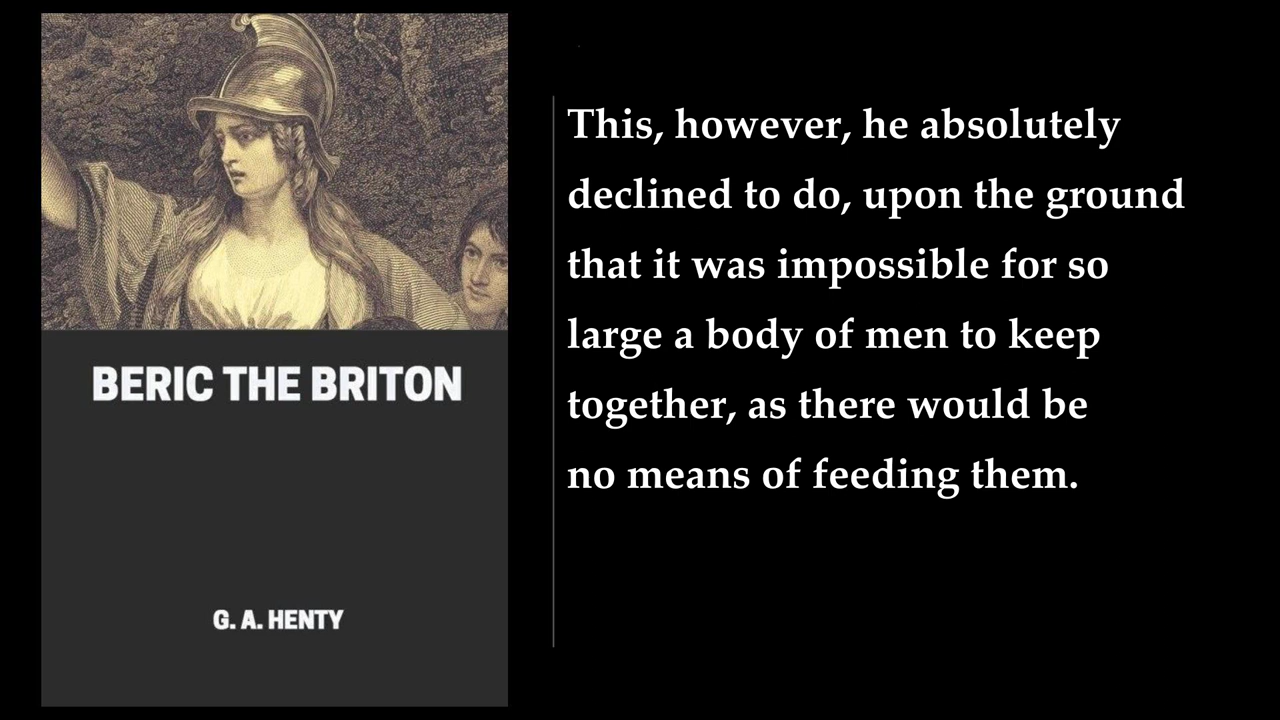 BERIC THE BRITON
G. A. HENTY
This, however, he absolutely
declined to do, upon the ground
that it was impossible for so
large a body of men to keep
together, as there would be
no means of feeding them.